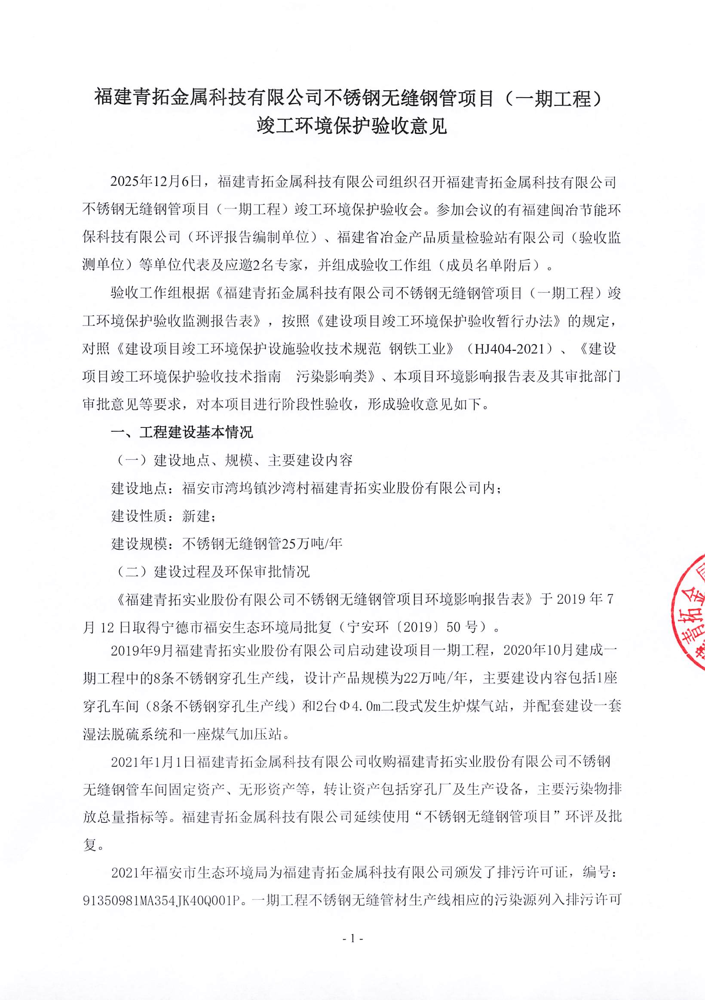 福建青拓金属科技有限公司不锈钢无缝钢管项目（一期工程）
竣工环境保护验收意见
2025年12月6日，福建青拓金属科技有限公司组织召开福建青拓金属科技有限公司
不锈钢无缝钢管项目（一期工程）竣工环境保护验收会。参加会议的有福建闽冶节能环
保科技有限公司（环评报告编制单位）、福建省冶金产品质量检验站有限公司（验收监
测单位）等单位代表及应邀2名专家，并组成验收工作组（成员名单附后）。
验收工作组根据《福建青拓金属科技有限公司不锈钢无缝钢管项目（一期工程）竣
工环境保护验收监测报告表》，按照《建设项目竣工环境保护验收暂行办法》的规定，
对照《建设项目竣工环境保护设施验收技术规范 钢铁工业》（HJ404-2021）、《建设
项目竣工环境保护验收技术指南　污染影响类》、本项目环境影响报告表及其审批部门
审批意见等要求，对本项目进行阶段性验收，形成验收意见如下。
一、工程建设基本情况
（一）建设地点、规模、主要建设内容
建设地点：福安市湾坞镇沙湾村福建青拓实业股份有限公司内；
建设性质：新建；
建设规模：不锈钢无缝钢管25万吨/年
（二）建设过程及环保审批情况
《福建青拓实业股份有限公司不锈钢无缝钢管项目环境影响报告表》于 2019 年 7
月 12 日取得宁德市福安生态环境局批复（宁安环〔2019〕50 号）。
2019年9月福建青拓实业股份有限公司启动建设项目一期工程，2020年10月建成一
期工程中的8条不锈钢穿孔生产线，设计产品规模为22万吨/年，主要建设内容包括1座
穿孔车间（8条不锈钢穿孔生产线）和2台Φ4.0m二段式发生炉煤气站，并配套建设一套
湿法脱硫系统和一座煤气加压站。
2021年1月1日福建青拓金属科技有限公司收购福建青拓实业股份有限公司不锈钢
无缝钢管车间固定资产、无形资产等，转让资产包括穿孔厂及生产设备，主要污染物排
放总量指标等。福建青拓金属科技有限公司延续使用“不锈钢无缝钢管项目”环评及批
复。
2021年福安市生态环境局为福建青拓金属科技有限公司颁发了排污许可证，编号：
91350981MA354JK40Q001P。一期工程不锈钢无缝管材生产线相应的污染源列入排污许可
- 1 -
青拓金